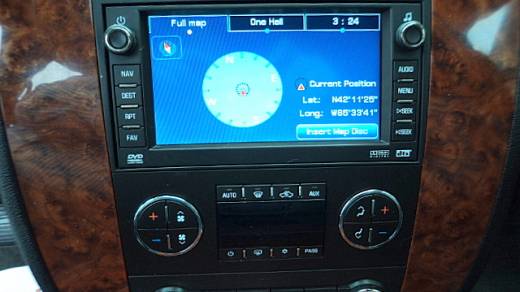 Full map One Hell 3 : 24
N
E
S
Current Position
Lat: N42°11'25"
Long: W85°33'41"
Insert Map Disc
NAV
DEST
RPT
FAV
AUDIO
MENU
SEEK
SEEK
DVD
AUTO AUX
PASS